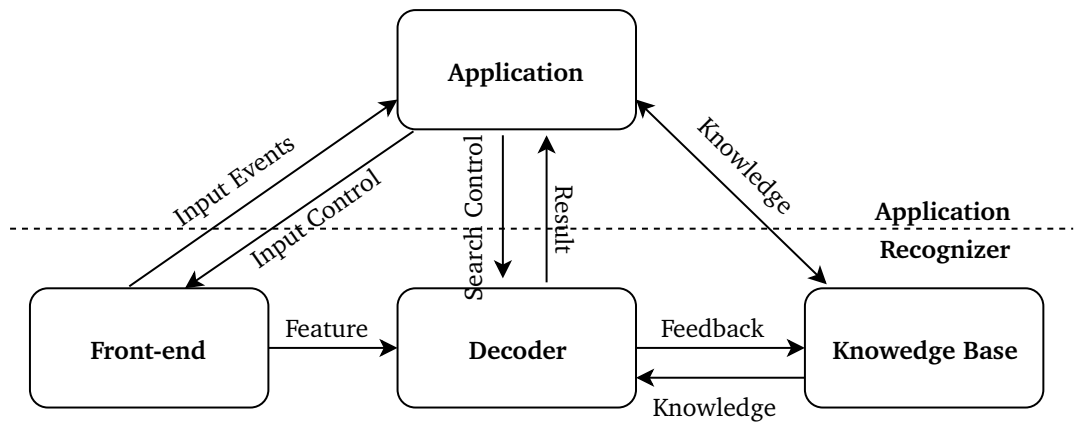 Application
Input Events
Input Control
Search Control
Result
Knowledge
Application
Recognizer
Front-end
Feature
Decoder
Feedback
Knowledge
Knowedge Base